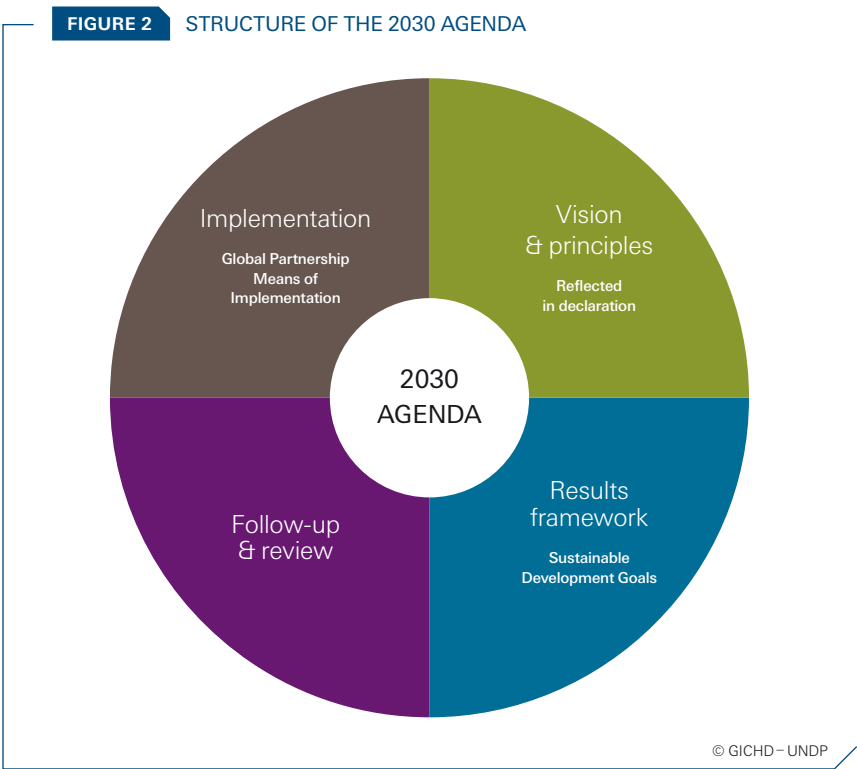 FIGURE 2 STRUCTURE OF THE 2030 AGENDA
Implementation
Global Partnership
Means of
Implementation
Vision
& principles
Reflected
in declaration
2030
AGENDA
Follow-up
& review
Results
framework
Sustainable
Development Goals
© GICHD – UNDP